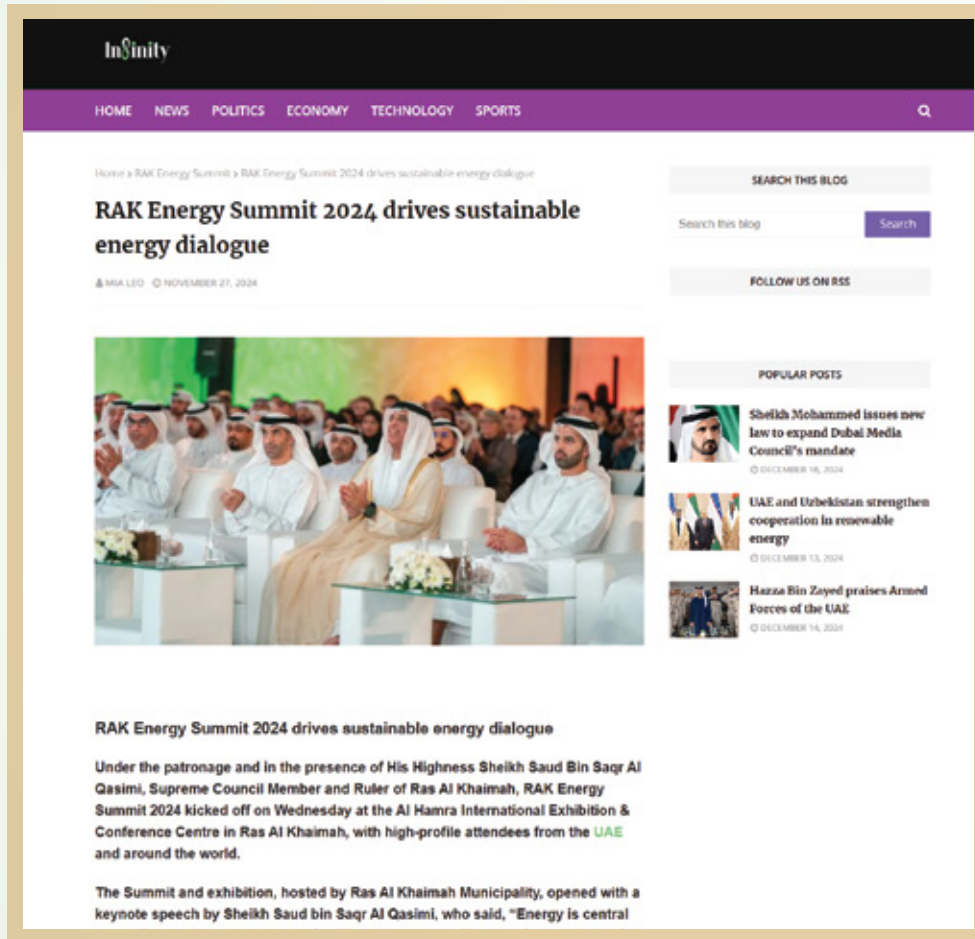 In8inity
HOME NEWS POLITICS ECONOMY TECHNOLOGY SPORTS
Home » RAK Energy Summit » RAK Energy Summit 2024 drives sustainable energy dialogue
RAK Energy Summit 2024 drives sustainable
energy dialogue
MIA LEO NOVEMBER 27, 2024
RAK Energy Summit 2024 drives sustainable energy dialogue
Under the patronage and in the presence of His Highness Sheikh Saud Bin Saqr Al
Qasimi, Supreme Council Member and Ruler of Ras Al Khaimah, RAK Energy
Summit 2024 kicked off on Wednesday at the Al Hamra International Exhibition &
Conference Centre in Ras Al Khaimah, with high-profile attendees from the UAE
and around the world.
The Summit and exhibition, hosted by Ras Al Khaimah Municipality, opened with a
keynote speech by Sheikh Saud bin Saqr Al Qasimi, who said, "Energy is central
SEARCH THIS BLOG
Search this blog Search
FOLLOW US ON RSS
POPULAR POSTS
Sheikh Mohammed issues new
law to expand Dubai Media
Council's mandate
DECEMBER 18, 2024
UAE and Uzbekistan strengthen
cooperation in renewable
energy
DECEMBER 13, 2024
Hazza Bin Zayed praises Armed
Forces of the UAE
DECEMBER 14, 2024